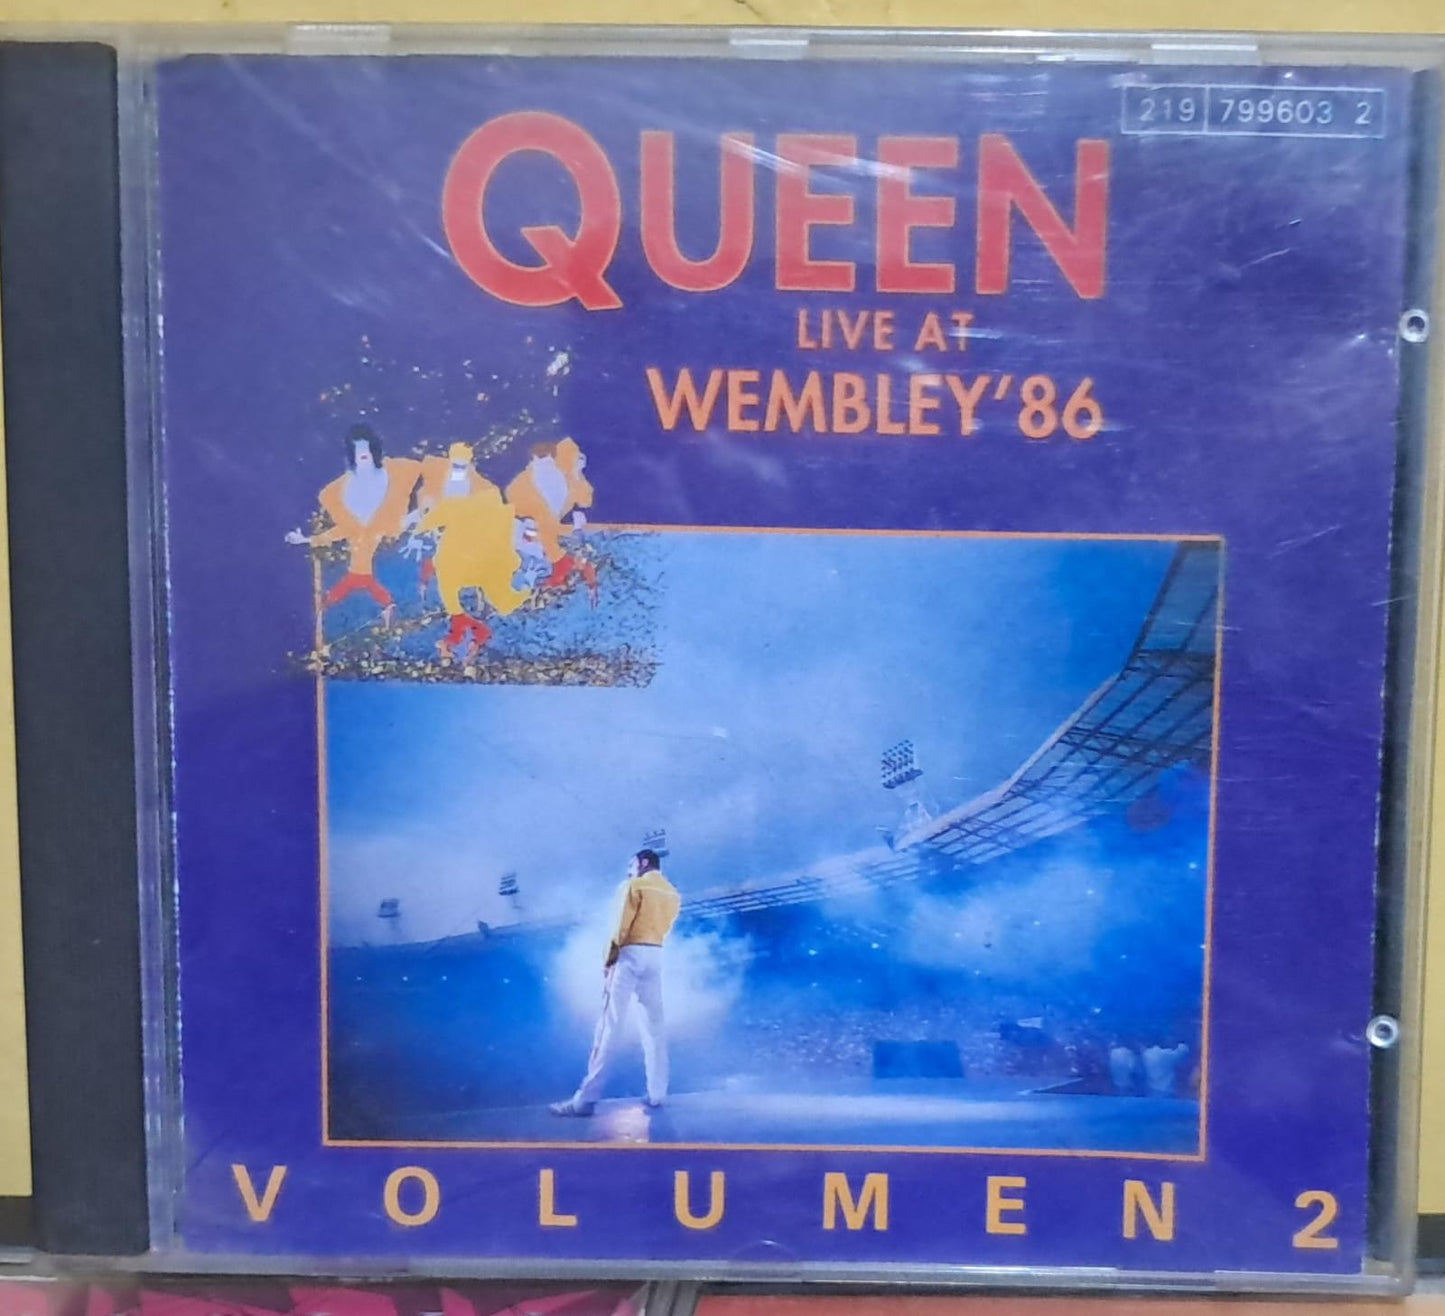 219 799603 2
QUEEN
LIVE AT
WEMBLEY'86
VOLUMEN 2